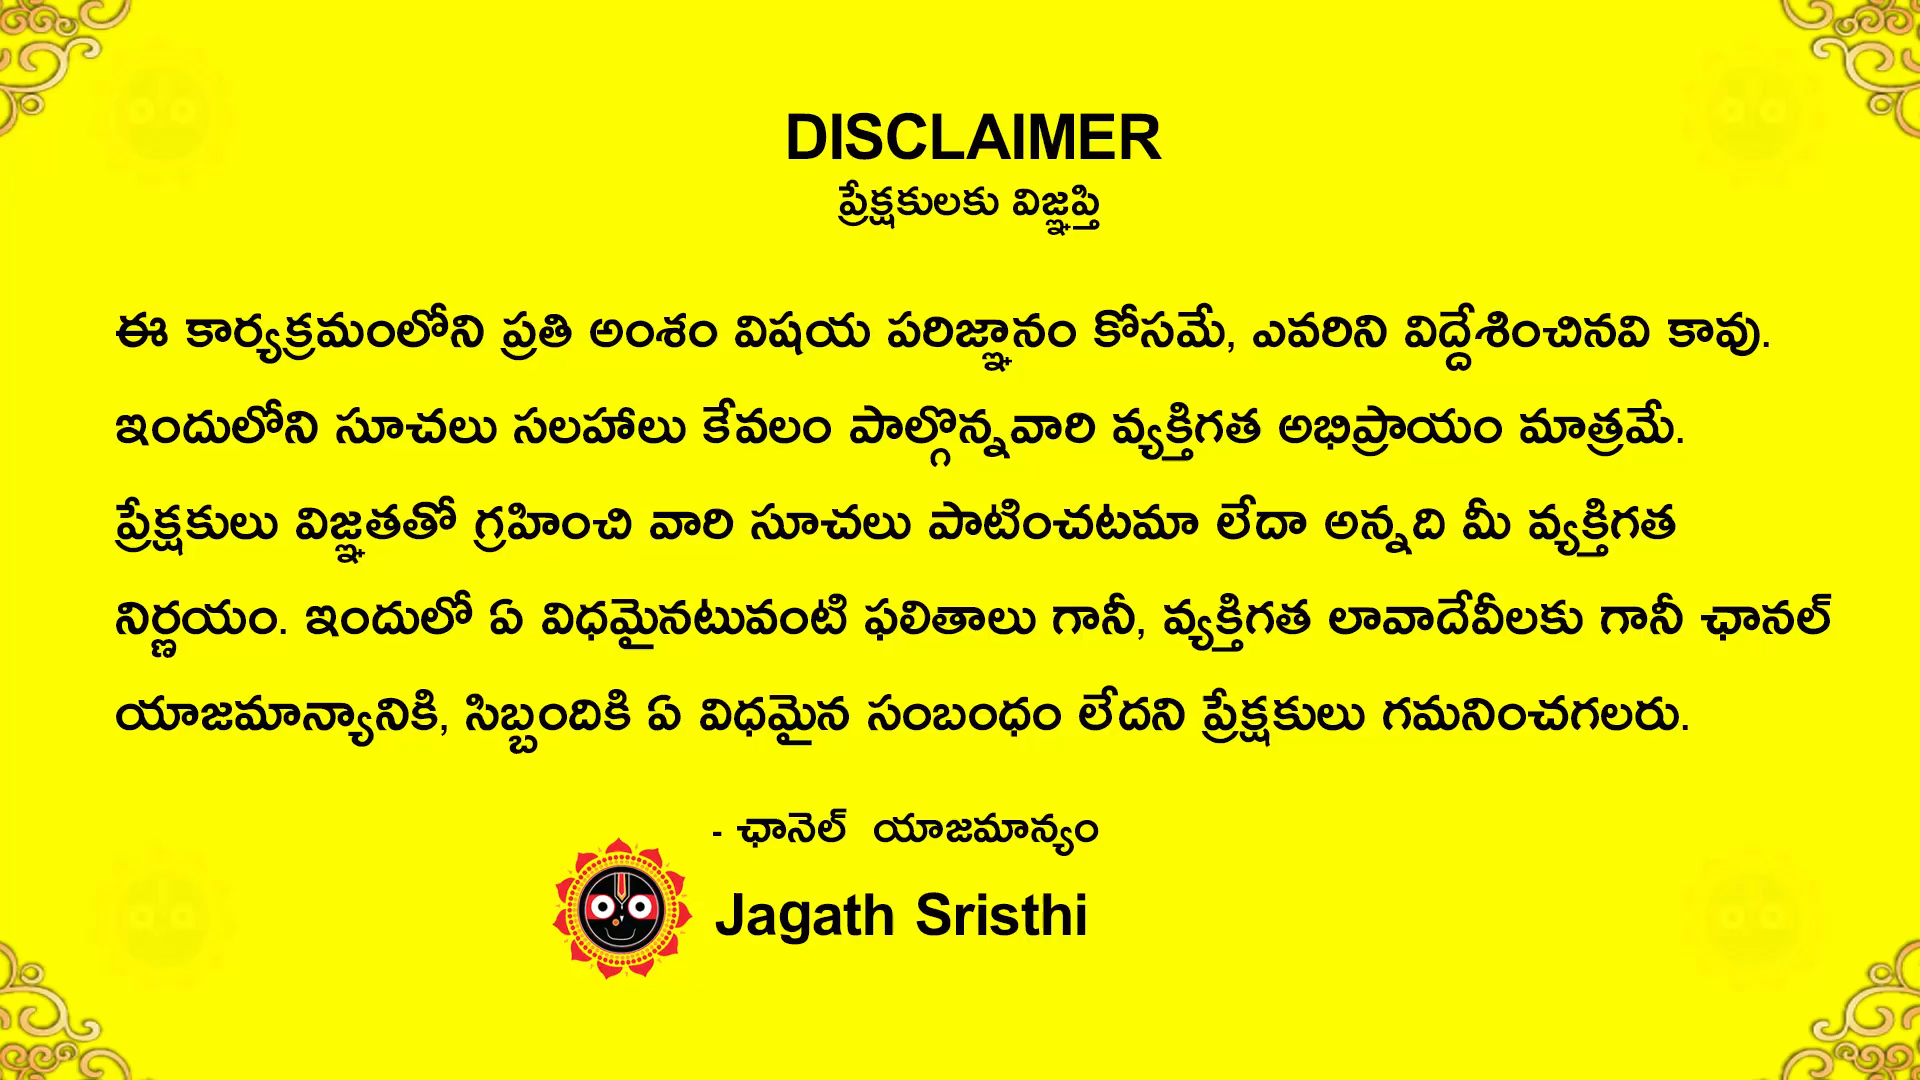 DISCLAIMER
ప్రేక్షకులకు విజ్ఞప్తి
ఈ కార్యక్రమంలోని ప్రతి అంశం విషయ పరిజ్ఞానం కోసమే, ఎవరిని విద్దేశించినవి కావు.
ఇందులోని సూచలు సలహాలు కేవలం పాల్గొన్నవారి వ్యక్తిగత అభిప్రాయం మాత్రమే.
ప్రేక్షకులు విజ్ఞతతో గ్రహించి వారి సూచలు పాటించటమా లేదా అన్నది మీ వ్యక్తిగత
నిర్ణయం. ఇందులో ఏ విధమైనటువంటి ఫలితాలు గానీ, వ్యక్తిగత లావాదేవీలకు గానీ ఛానల్
యాజమాన్యానికి, సిబ్బందికి ఏ విధమైన సంబంధం లేదని ప్రేక్షకులు గమనించగలరు.
- ఛానెల్ యాజమాన్యం
Jagath Sristhi